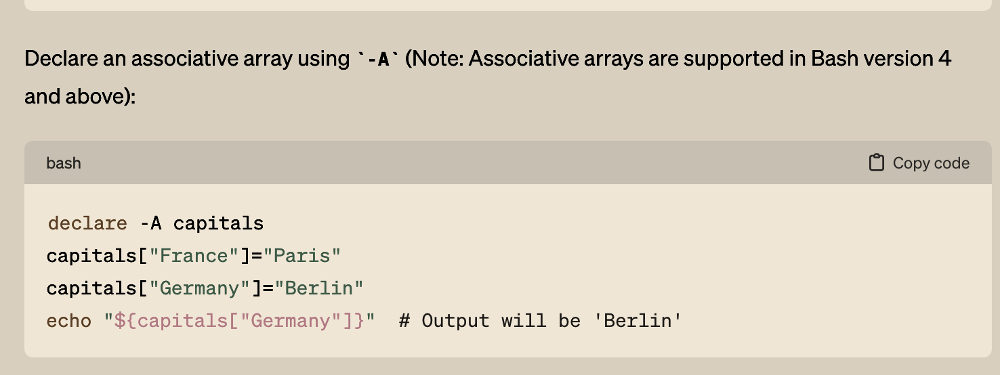 Declare an associative array using `-A` (Note: Associative arrays are supported in Bash version 4
and above):
bash
Copy code
declare -A capitals
capitals["France"]="Paris"
capitals["Germany"]="Berlin"
echo "${capitals["Germany"]}"  # Output will be 'Berlin'